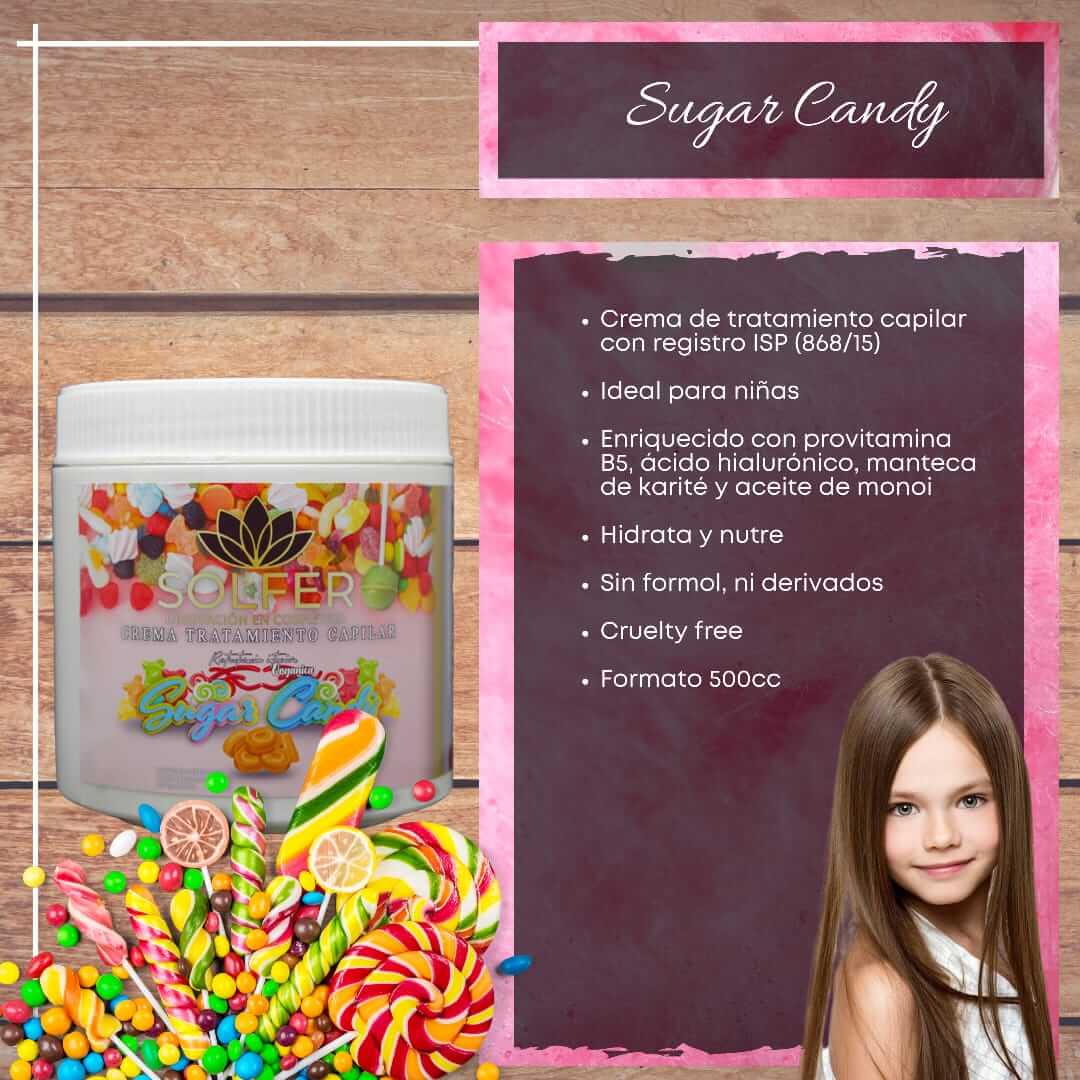 Sugar Candy
Crema de tratamiento capilar
con registro ISP (868/15)
Ideal para niñas
Enriquecido con provitamina
B5, ácido hialurónico, manteca
de karité y aceite de monoi
Hidrata y nutre
Sin formol, ni derivados
Cruelty free
Formato 500cc
SOLFER
CREMA TRATAMIENTO CAPILAR
Organica
Sugar Candy